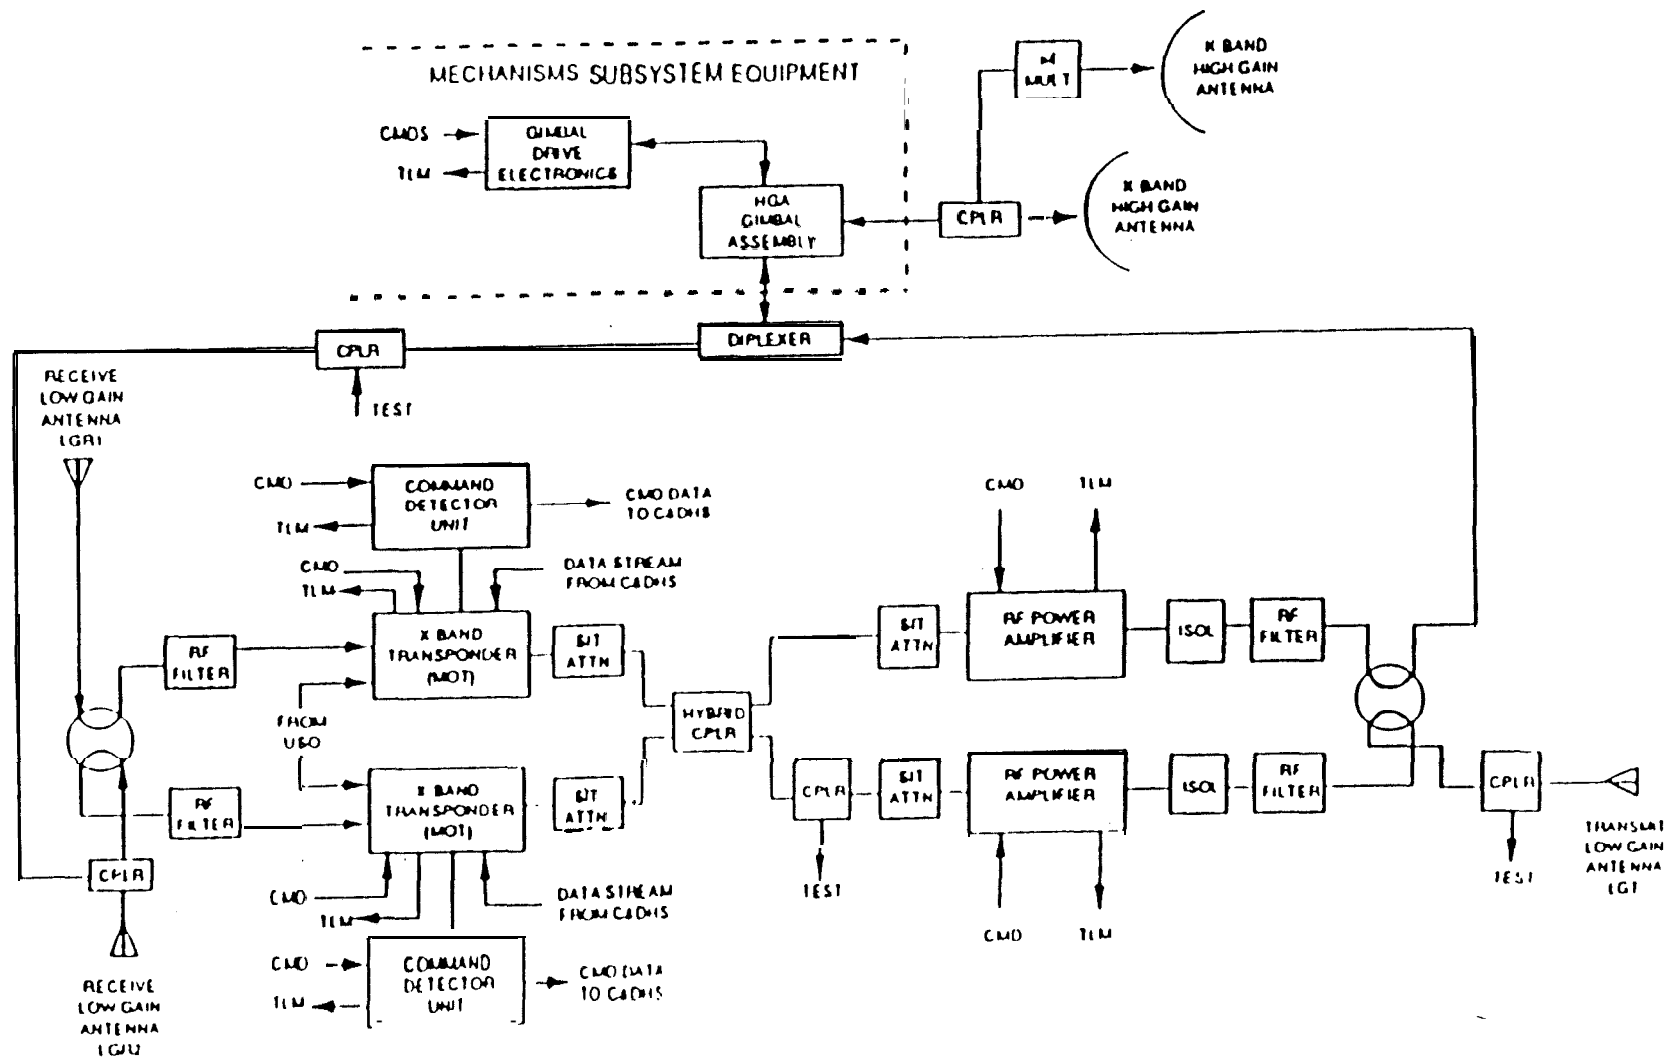 MECHANISMS SUBSYSTEM EQUIPMENT
CMDS
TLM
GIMBAL
DRIVE
ELECTRONICS
HGA
GIMBAL
ASSEMBLY
CPLR
MULT
K BAND
HIGH GAIN
ANTENNA
X BAND
HIGH GAIN
ANTENNA
DIPLEXER
CPLR
TEST
RECEIVE
LOW GAIN
ANTENNA
LGR1
CMD
TLM
COMMAND
DETECTOR
UNIT
CMD DATA
TO C&DHS
CMD
TLM
DATA STREAM
FROM C&DHS
RF
FILTER
X BAND
TRANSPONDER
(MOT)
S/T
ATTN
FROM
USO
RF
FILTER
X BAND
TRANSPONDER
(MOT)
S/T
ATTN
HYBRID
CPLR
CPLR
TEST
CMD
TLM
S/T
ATTN
RF POWER
AMPLIFIER
ISOL
RF
FILTER
S/T
ATTN
RF POWER
AMPLIFIER
ISOL
RF
FILTER
CMD
TLM
CPLR
TEST
TRANSMIT
LOW GAIN
ANTENNA
LGT
CPLR
CMD
TLM
DATA STREAM
FROM C&DHS
CMD
TLM
COMMAND
DETECTOR
UNIT
CMD DATA
TO C&DHS
RECEIVE
LOW GAIN
ANTENNA